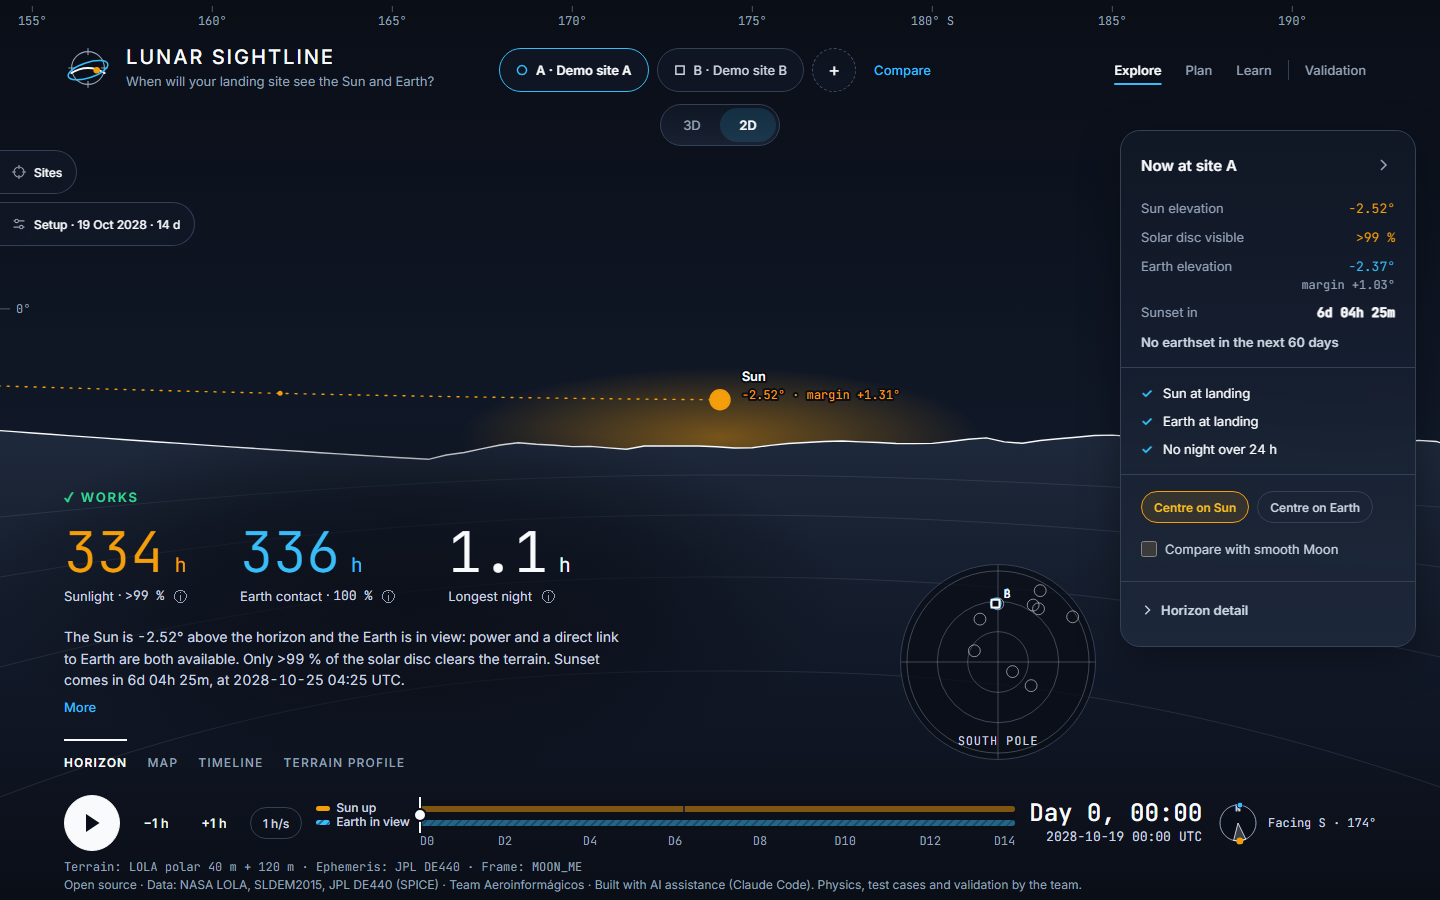 155° 160° 165° 170° 175° 180° S 185° 190°
LUNAR SIGHTLINE
When will your landing site see the Sun and Earth?
A · Demo site A
B · Demo site B
+
Compare
Explore
Plan
Learn
Validation
3D
2D
Sites
Setup · 19 Oct 2028 · 14 d
0°
Sun
-2.52° · margin +1.31°
Now at site A
Sun elevation -2.52°
Solar disc visible >99 %
Earth elevation -2.37°
margin +1.03°
Sunset in 6d 04h 25m
No earthset in the next 60 days
Sun at landing
Earth at landing
No night over 24 h
Centre on Sun
Centre on Earth
Compare with smooth Moon
Horizon detail
✓ WORKS
334 h
Sunlight · >99 %
336 h
Earth contact · 100 %
1.1 h
Longest night
The Sun is -2.52° above the horizon and the Earth is in view: power and a direct link
to Earth are both available. Only >99 % of the solar disc clears the terrain. Sunset
comes in 6d 04h 25m, at 2028-10-25 04:25 UTC.
More
B
SOUTH POLE
HORIZON
MAP
TIMELINE
TERRAIN PROFILE
−1 h
+1 h
1 h/s
Sun up
Earth in view
D0 D2 D4 D6 D8 D10 D12 D14
Day 0, 00:00
2028-10-19 00:00 UTC
N
Facing S · 174°
Terrain: LOLA polar 40 m + 120 m · Ephemeris: JPL DE440 · Frame: MOON_ME
Open source · Data: NASA LOLA, SLDEM2015, JPL DE440 (SPICE) · Team Aeroinformágicos · Built with AI assistance (Claude Code). Physics, test cases and validation by the team.